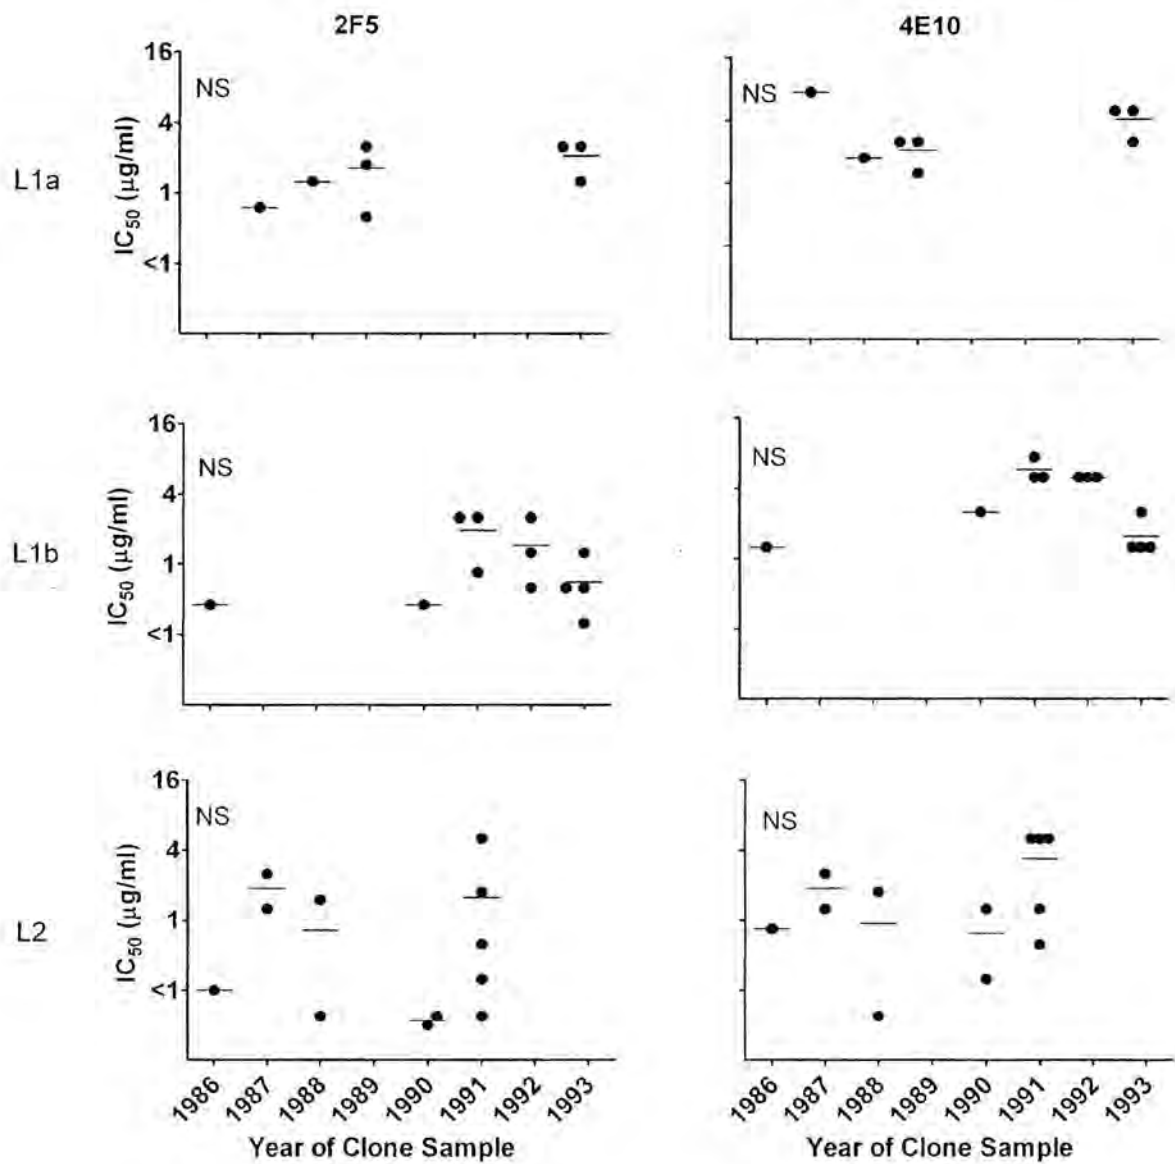 2F5
4E10
L1a
IC50 (µg/ml)
16
4
1
<1
NS
NS
L1b
IC50 (µg/ml)
16
4
1
<1
NS
NS
L2
IC50 (µg/ml)
16
4
1
<1
NS
NS
1986 1987 1988 1989 1990 1991 1992 1993
1986 1987 1988 1989 1990 1991 1992 1993
Year of Clone Sample
Year of Clone Sample